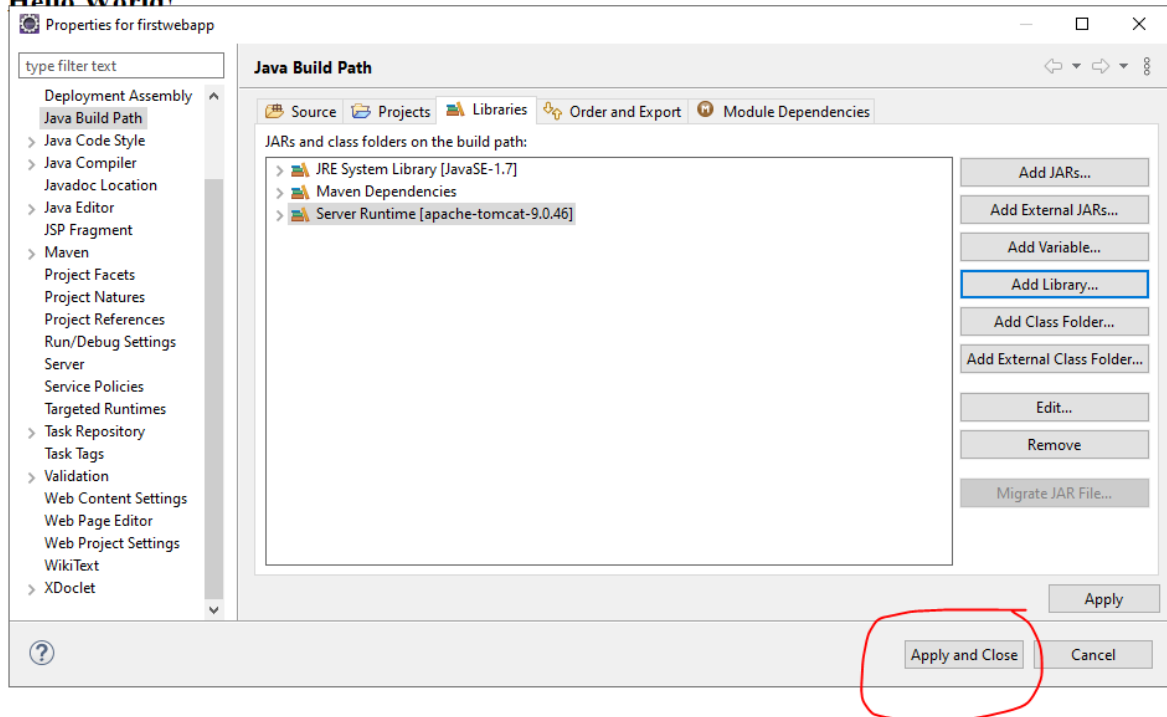 Hello World!
Properties for firstwebapp
type filter text
Deployment Assembly
Java Build Path
Java Code Style
Java Compiler
Javadoc Location
Java Editor
JSP Fragment
Maven
Project Facets
Project Natures
Project References
Run/Debug Settings
Server
Service Policies
Targeted Runtimes
Task Repository
Task Tags
Validation
Web Content Settings
Web Page Editor
Web Project Settings
WikiText
XDoclet
Java Build Path
Source Projects Libraries Order and Export Module Dependencies
JARs and class folders on the build path:
JRE System Library [JavaSE-1.7]
Maven Dependencies
Server Runtime [apache-tomcat-9.0.46]
Add JARs...
Add External JARs...
Add Variable...
Add Library...
Add Class Folder...
Add External Class Folder...
Edit...
Remove
Migrate JAR File...
Apply
Apply and Close Cancel